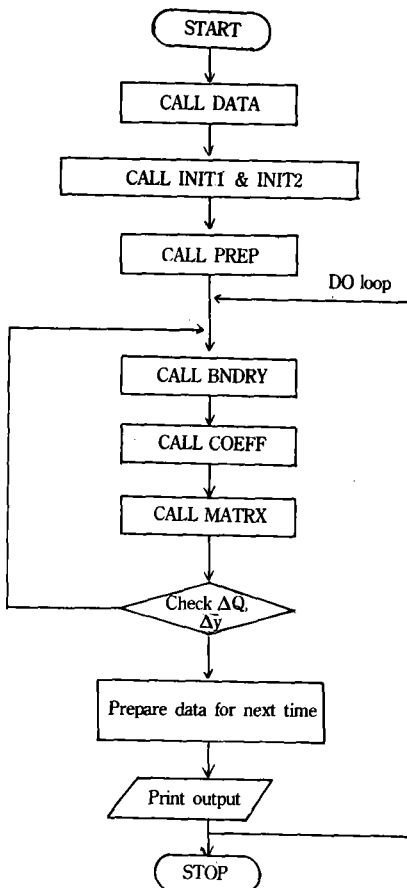 START
CALL DATA
CALL INIT1 & INIT2
CALL PREP
DO loop
CALL BNDRY
CALL COEFF
CALL MATRX
Check ΔQ,
Δy
Prepare data for next time
Print output
STOP